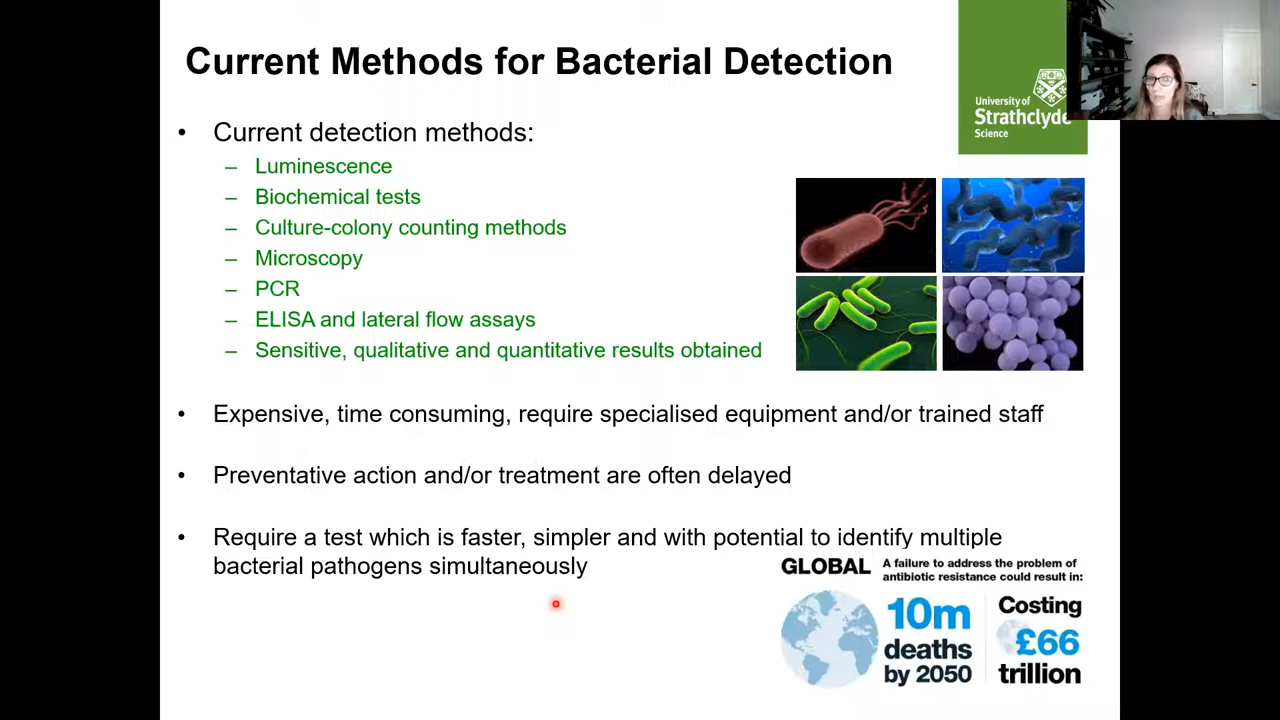 Current Methods for Bacterial Detection
University of
Strathclyde
Science
• Current detection methods:
– Luminescence
– Biochemical tests
– Culture-colony counting methods
– Microscopy
– PCR
– ELISA and lateral flow assays
– Sensitive, qualitative and quantitative results obtained
• Expensive, time consuming, require specialised equipment and/or trained staff
• Preventative action and/or treatment are often delayed
• Require a test which is faster, simpler and with potential to identify multiple
bacterial pathogens simultaneously
GLOBAL
A failure to address the problem of
antibiotic resistance could result in:
10m
deaths
by 2050
Costing
£66
trillion